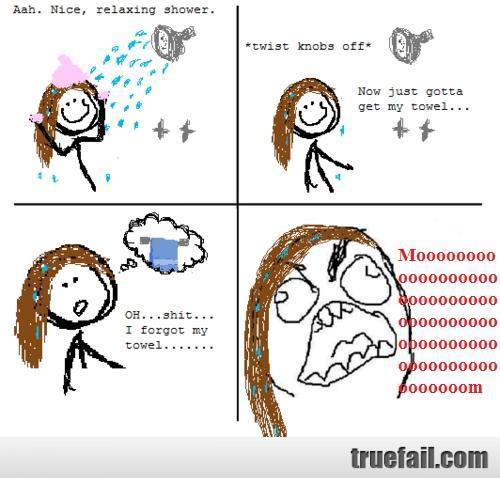 Aah. Nice, relaxing shower.
*twist knobs off*
Now just gotta
get my towel...
OH...shit...
I forgot my
towel.......
Mooooooooo
oooooooooo
oooooooooo
oooooooooo
oooooooooo
oooooooooo
ooooooom
truefail.com